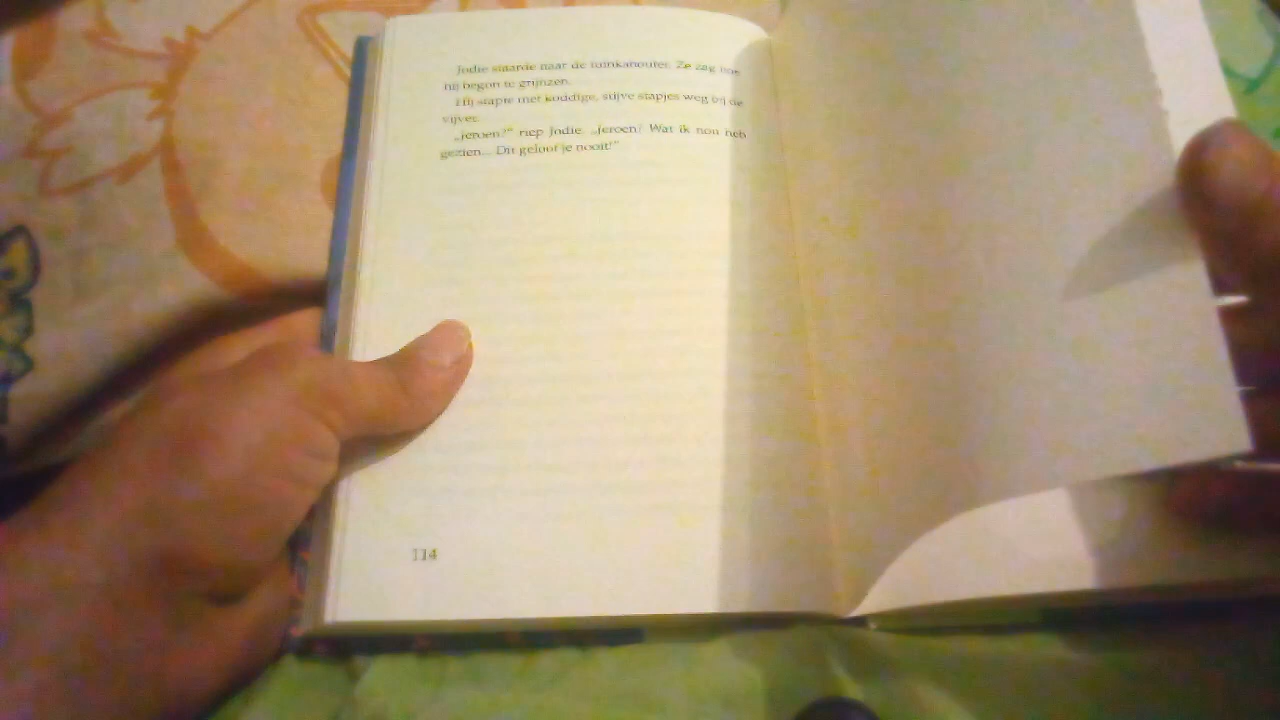 Jodie staarde naar de tuinkabouter. Ze zag hoe
hij begon te grijnzen.
Hij stapte met koddige, stijve stapjes weg bij de
vijver.
„Jeroen?” riep Jodie. „Jeroen? Wat ik nou heb
gezien... Dit geloof je nooit!”
114